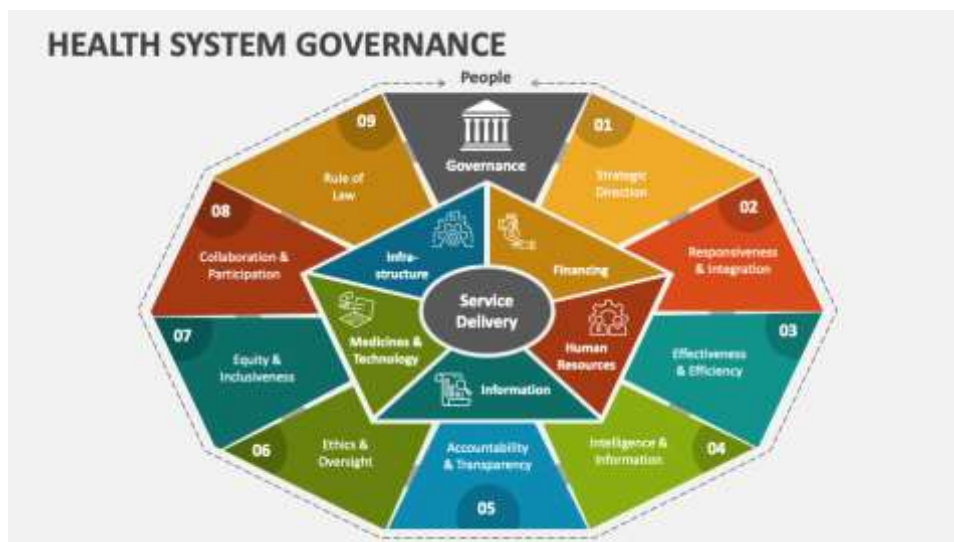 HEALTH SYSTEM GOVERNANCE
People
Governance
01
Strategic
Direction
02
Responsiveness
& Integration
03
Effectiveness
& Efficiency
04
Intelligence &
Information
05
Accountability
& Transparency
06
Ethics &
Oversight
07
Equity &
Inclusiveness
08
Collaboration &
Participation
09
Rule of
Law
Infra-
structure
Financing
Human
Resources
Information
Medicines &
Technology
Service
Delivery